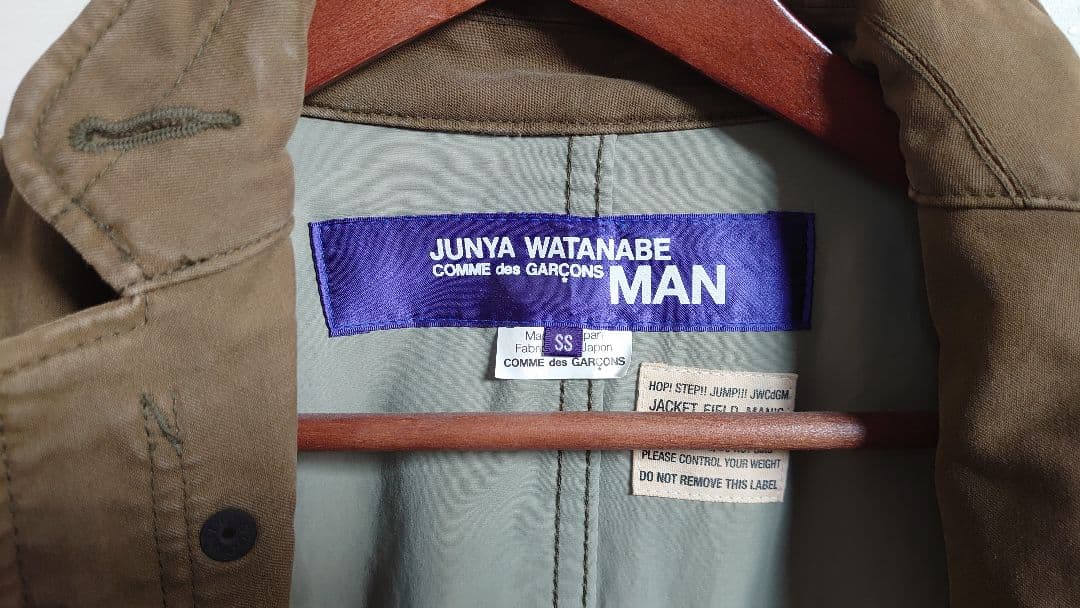 JUNYA WATANABE
COMME des GARÇONS MAN
SS
COMME des GARÇONS
HOP! STEP!! JUMP!!! JWCdGM.
JACKET, FIELD
PLEASE CONTROL YOUR WEIGHT
DO NOT REMOVE THIS LABEL